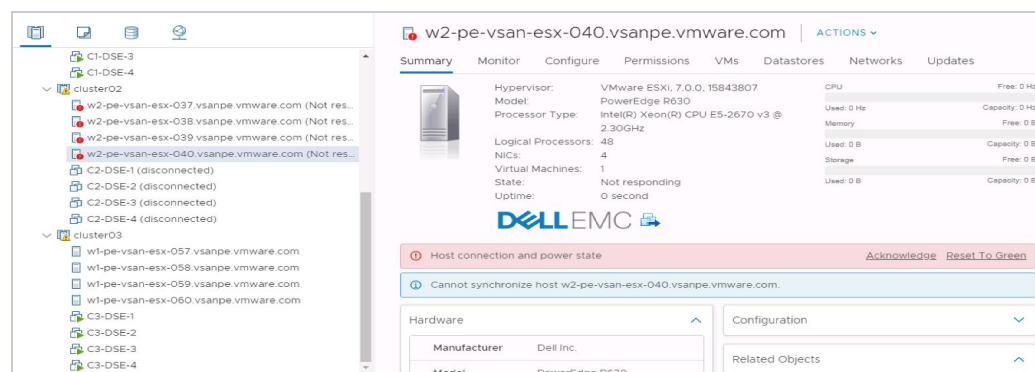 C1-DSE-3
C1-DSE-4
cluster02
w2-pe-vsan-esx-037.vsanpe.vmware.com (Not res...
w2-pe-vsan-esx-038.vsanpe.vmware.com (Not res...
w2-pe-vsan-esx-039.vsanpe.vmware.com (Not res...
w2-pe-vsan-esx-040.vsanpe.vmware.com (Not res...
C2-DSE-1 (disconnected)
C2-DSE-2 (disconnected)
C2-DSE-3 (disconnected)
C2-DSE-4 (disconnected)
cluster03
w1-pe-vsan-esx-057.vsanpe.vmware.com
w1-pe-vsan-esx-058.vsanpe.vmware.com
w1-pe-vsan-esx-059.vsanpe.vmware.com
w1-pe-vsan-esx-060.vsanpe.vmware.com
C3-DSE-1
C3-DSE-2
C3-DSE-3
C3-DSE-4
w2-pe-vsan-esx-040.vsanpe.vmware.com ACTIONS
Summary Monitor Configure Permissions VMs Datastores Networks Updates
Hypervisor: VMware ESXi, 7.0.0, 15843807
Model: PowerEdge R630
Processor Type: Intel(R) Xeon(R) CPU E5-2670 v3 @
2.30GHz
Logical Processors: 48
NICs: 4
Virtual Machines: 1
State: Not responding
Uptime: 0 second
CPU Free: 0 Hz
Used: 0 Hz Capacity: 0 Hz
Memory Free: 0 B
Used: 0 B Capacity: 0 B
Storage Free: 0 B
Used: 0 B Capacity: 0 B
DELLEMC
Host connection and power state Acknowledge Reset To Green
Cannot synchronize host w2-pe-vsan-esx-040.vsanpe.vmware.com.
Hardware
Manufacturer Dell Inc.
Model PowerEdge R630
Configuration
Related Objects